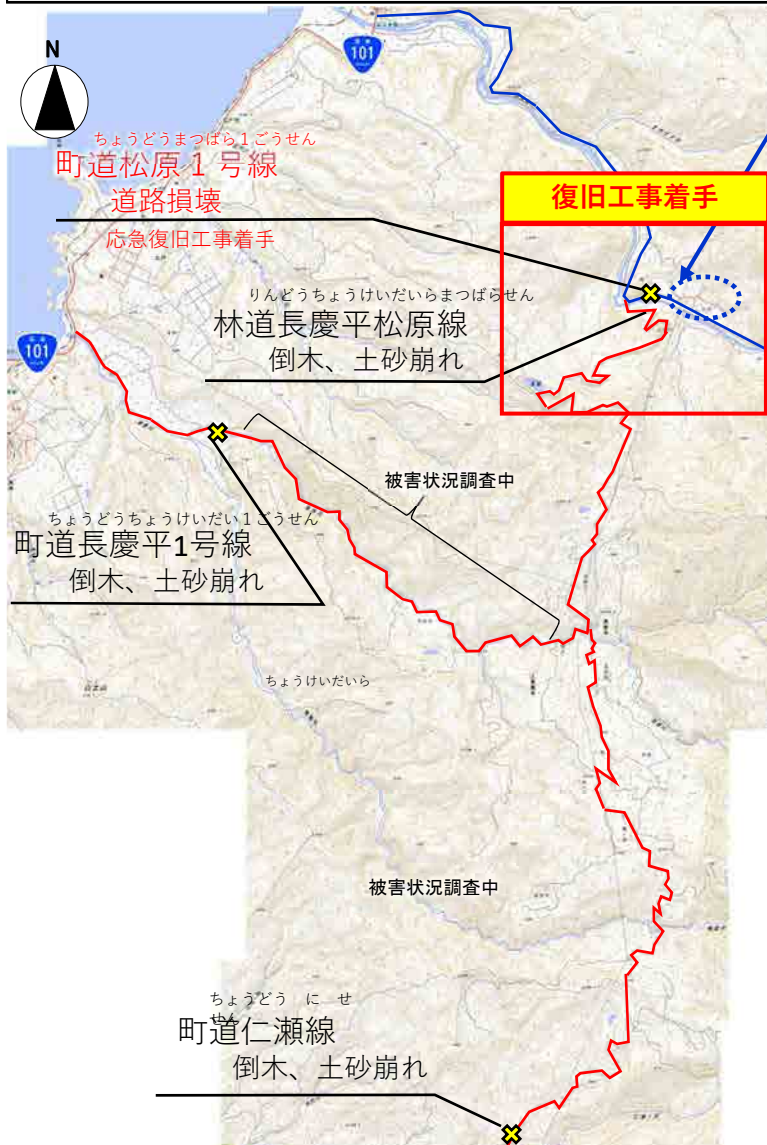 N
国道
101
ちょうどうまつばら1ごうせん
町道松原1号線
道路損壊
応急復旧工事着手
復旧工事着手
りんどうちょうけいだいらまつばらせん
林道長慶平松原線
倒木、土砂崩れ
101
被害状況調査中
ちょうどうちょうけいだい1ごうせん
町道長慶平1号線
倒木、土砂崩れ
ちょうけいだいら
被害状況調査中
ちょうどう に せ
せん
町道仁瀬線
倒木、土砂崩れ